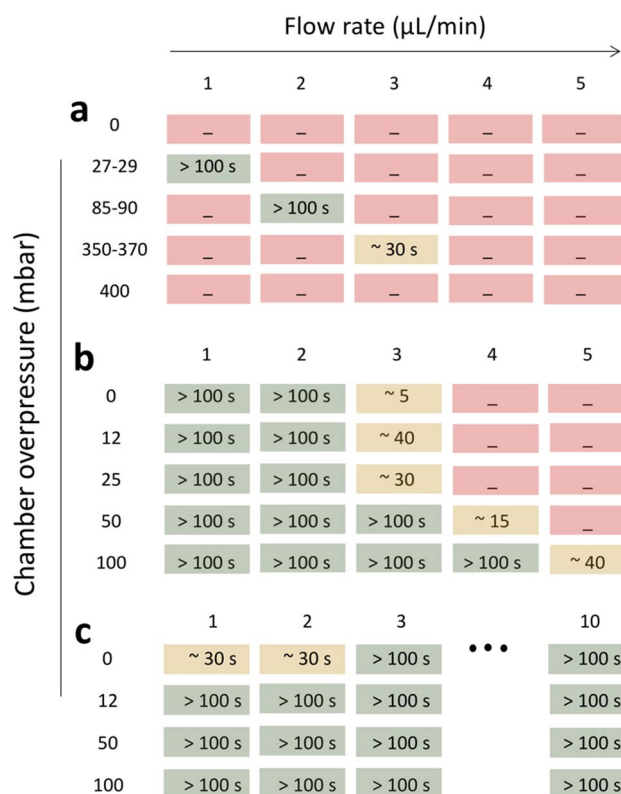 Flow rate (µL/min)
1 2 3 4 5
a
0 – – – – –
27-29 > 100 s – – – –
85-90 – > 100 s – – –
350-370 – – ~ 30 s – –
400 – – – – –
Chamber overpressure (mbar)
b
1 2 3 4 5
0 > 100 s > 100 s ~ 5 – –
12 > 100 s > 100 s ~ 40 – –
25 > 100 s > 100 s ~ 30 – –
50 > 100 s > 100 s > 100 s ~ 15 –
100 > 100 s > 100 s > 100 s > 100 s ~ 40
c
1 2 3 ••• 10
0 ~ 30 s ~ 30 s > 100 s > 100 s
12 > 100 s > 100 s > 100 s > 100 s
50 > 100 s > 100 s > 100 s > 100 s
100 > 100 s > 100 s > 100 s > 100 s